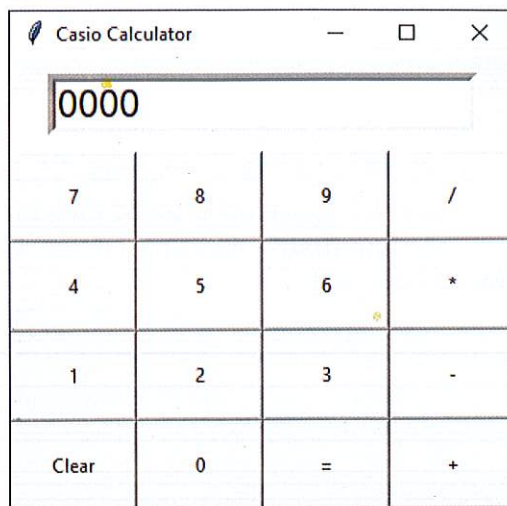 Casio Calculator
0000
7 8 9 /
4 5 6 *
1 2 3 -
Clear 0 = +